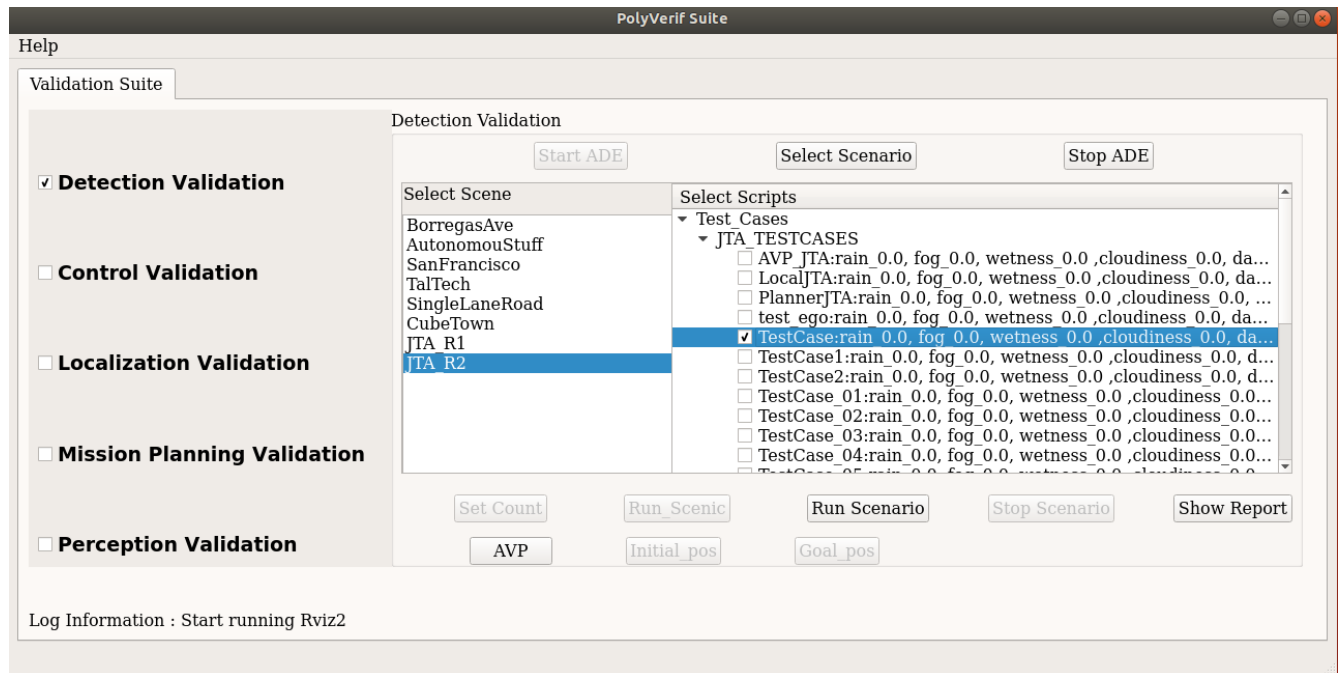 PolyVerif Suite
Help
Validation Suite
Detection Validation
Control Validation
Localization Validation
Mission Planning Validation
Perception Validation
Detection Validation
Start ADE
Select Scenario
Stop ADE
Select Scene
BorregasAve
AutonomouStuff
SanFrancisco
TalTech
SingleLaneRoad
CubeTown
JTA_R1
JTA_R2
Select Scripts
Test_Cases
JTA_TESTCASES
AVP_JTA:rain_0.0, fog_0.0, wetness_0.0 ,cloudiness_0.0, da...
LocalJTA:rain_0.0, fog_0.0, wetness_0.0 ,cloudiness_0.0, da...
PlannerJTA:rain_0.0, fog_0.0, wetness_0.0 ,cloudiness_0.0, ...
test_ego:rain_0.0, fog_0.0, wetness_0.0 ,cloudiness_0.0, da...
TestCase:rain_0.0, fog_0.0, wetness_0.0 ,cloudiness_0.0, da...
TestCase1:rain_0.0, fog_0.0, wetness_0.0 ,cloudiness_0.0, d...
TestCase2:rain_0.0, fog_0.0, wetness_0.0 ,cloudiness_0.0, d...
TestCase_01:rain_0.0, fog_0.0, wetness_0.0 ,cloudiness_0.0...
TestCase_02:rain_0.0, fog_0.0, wetness_0.0 ,cloudiness_0.0...
TestCase_03:rain_0.0, fog_0.0, wetness_0.0 ,cloudiness_0.0...
TestCase_04:rain_0.0, fog_0.0, wetness_0.0 ,cloudiness_0.0...
Set Count
Run_Scenic
Run Scenario
Stop Scenario
Show Report
AVP
Initial_pos
Goal_pos
Log Information : Start running Rviz2